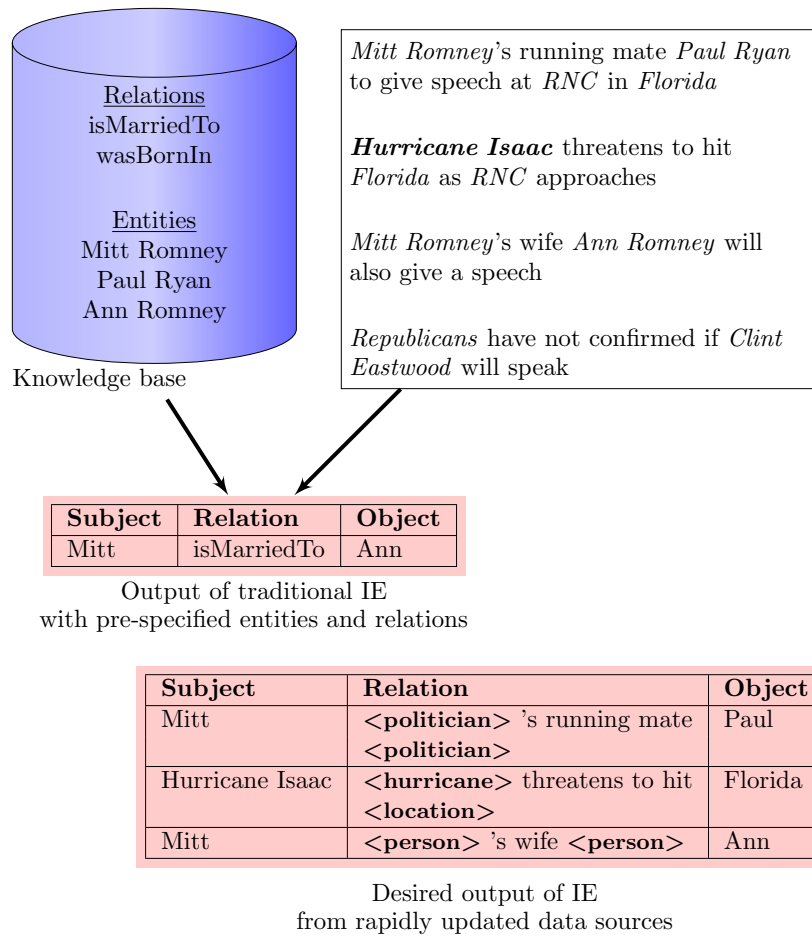 Relations
isMarriedTo
wasBornIn
Entities
Mitt Romney
Paul Ryan
Ann Romney
Knowledge base
Mitt Romney's running mate Paul Ryan
to give speech at RNC in Florida
Hurricane Isaac threatens to hit
Florida as RNC approaches
Mitt Romney's wife Ann Romney will
also give a speech
Republicans have not confirmed if Clint
Eastwood will speak
Subject Relation Object
Mitt isMarriedTo Ann
Output of traditional IE
with pre-specified entities and relations
Subject Relation Object
Mitt <politician> 's running mate Paul
<politician>
Hurricane Isaac <hurricane> threatens to hit Florida
<location>
Mitt <person> 's wife <person> Ann
Desired output of IE
from rapidly updated data sources